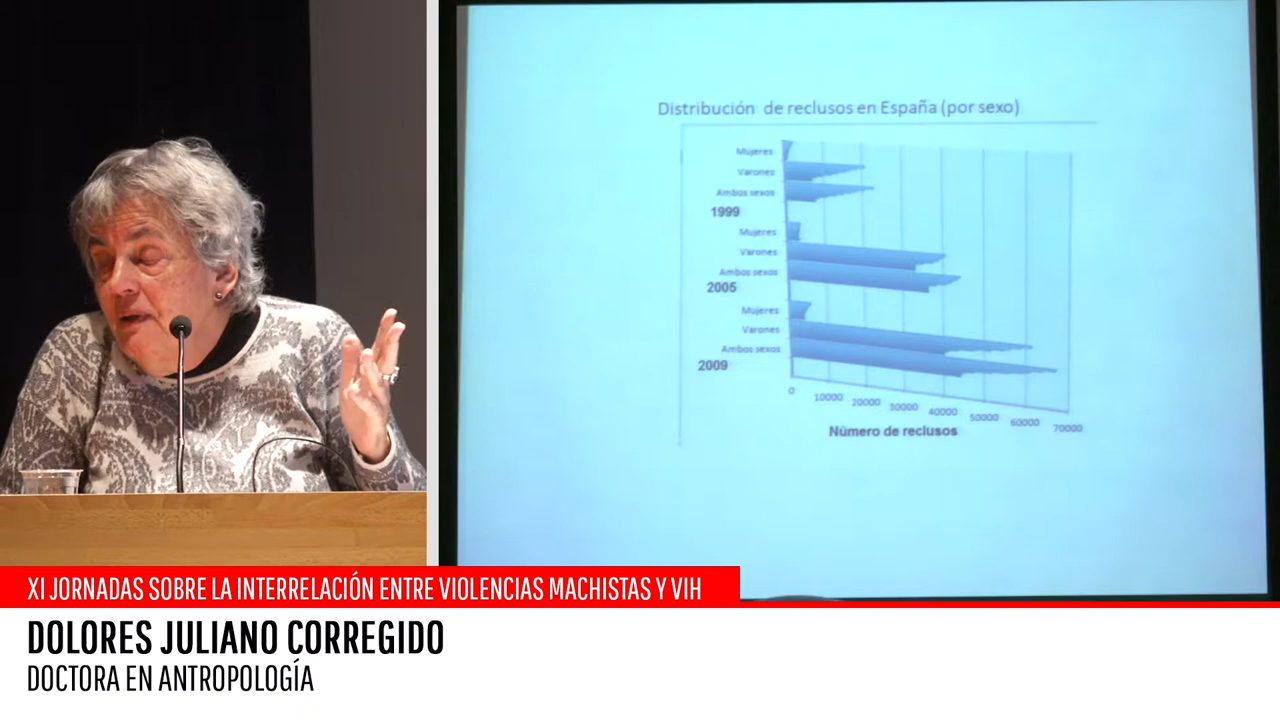 Distribución de reclusos en España (por sexo)
Mujeres
Varones
Ambos sexos
1999
Mujeres
Varones
Ambos sexos
2005
Mujeres
Varones
Ambos sexos
2009
0 10000 20000 30000 40000 50000 60000 70000
Número de reclusos
XI JORNADAS SOBRE LA INTERRELACIÓN ENTRE VIOLENCIAS MACHISTAS Y VIH
DOLORES JULIANO CORREGIDO
DOCTORA EN ANTROPOLOGÍA